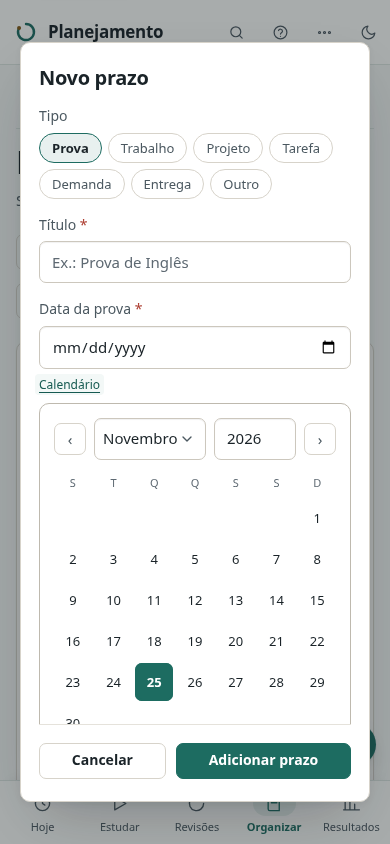 Planejamento
Novo prazo
Tipo
Prova Trabalho Projeto Tarefa
Demanda Entrega Outro
Título *
Ex.: Prova de Inglês
Data da prova *
mm/dd/yyyy
Calendário
‹ Novembro 2026 ›
S T Q Q S S D
1
2 3 4 5 6 7 8
9 10 11 12 13 14 15
16 17 18 19 20 21 22
23 24 25 26 27 28 29
30
Cancelar Adicionar prazo
Hoje Estudar Revisões Organizar Resultados